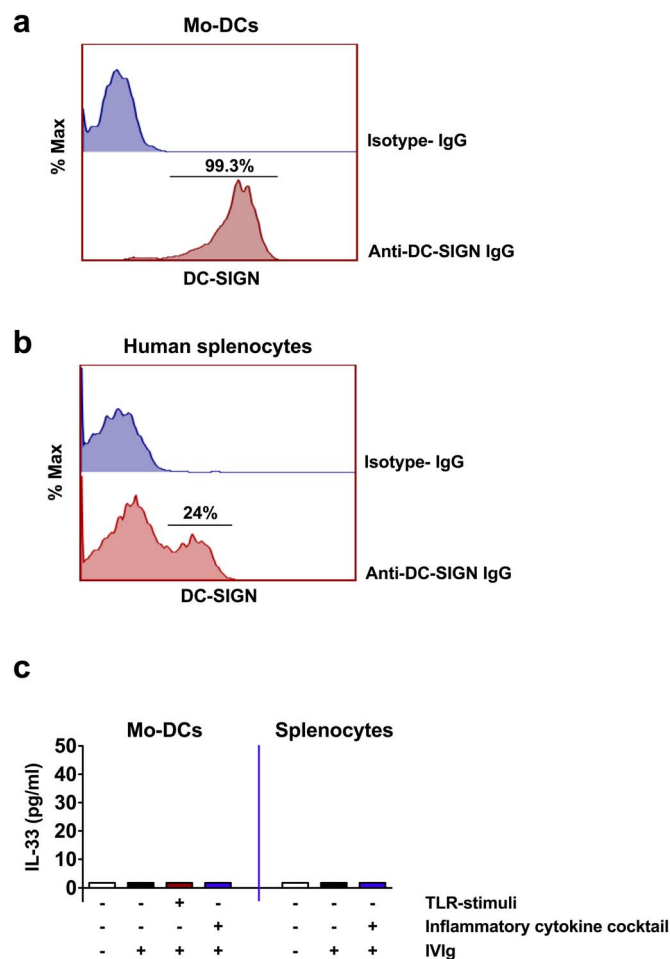 a
Mo-DCs
% Max
Isotype- IgG
99.3%
Anti-DC-SIGN IgG
DC-SIGN
b
Human splenocytes
% Max
Isotype- IgG
24%
Anti-DC-SIGN IgG
DC-SIGN
c
Mo-DCs Splenocytes
IL-33 (pg/ml)
50
40
30
20
10
0
- - + - - - - TLR-stimuli
- - - + - - + Inflammatory cytokine cocktail
- + + + - + + IVIg